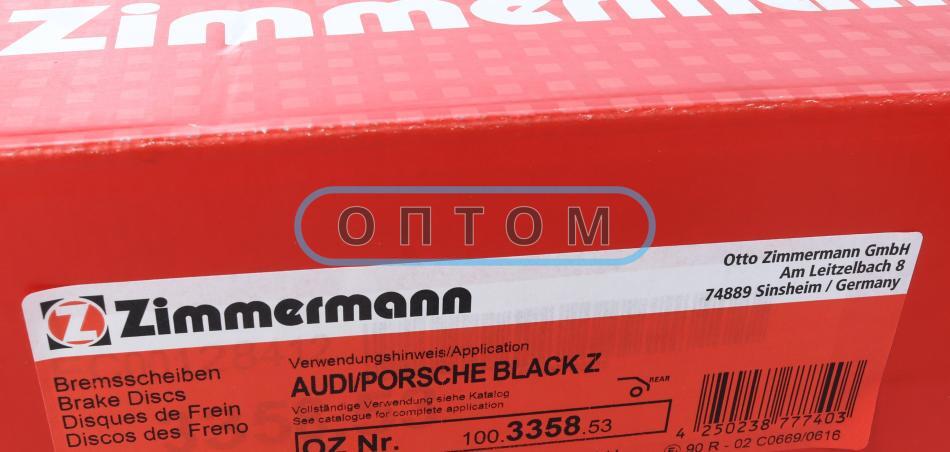 Zimmermann
ОПТОМ
Otto Zimmermann GmbH
Am Leitzelbach 8
74889 Sinsheim / Germany
Z Zimmermann
Verwendungshinweis/Application
AUDI/PORSCHE BLACK Z
Vollständige Verwendung siehe Katalog
See catalogue for complete application
Bremsscheiben
Brake Discs
Disques de Frein
Discos des Freno
REAR
OZ Nr. 100.3358.53
4 250238 777403
90 R - 02 C0669/0616